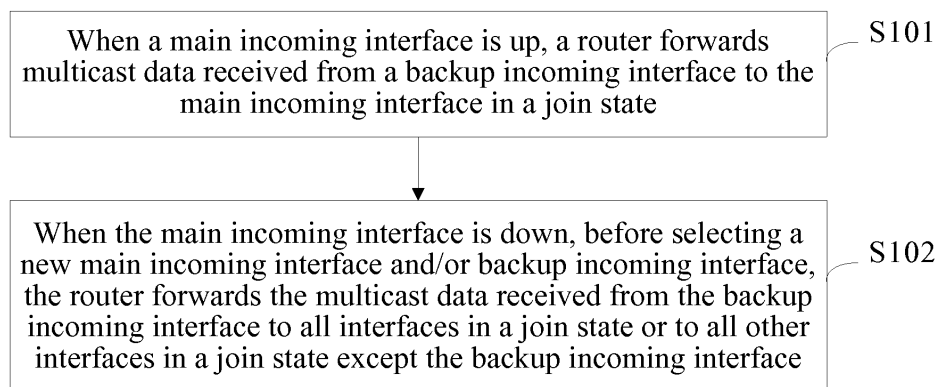 When a main incoming interface is up, a router forwards
multicast data received from a backup incoming interface to the
main incoming interface in a join state
S101
When the main incoming interface is down, before selecting a
new main incoming interface and/or backup incoming interface,
the router forwards the multicast data received from the backup
incoming interface to all interfaces in a join state or to all other
interfaces in a join state except the backup incoming interface
S102